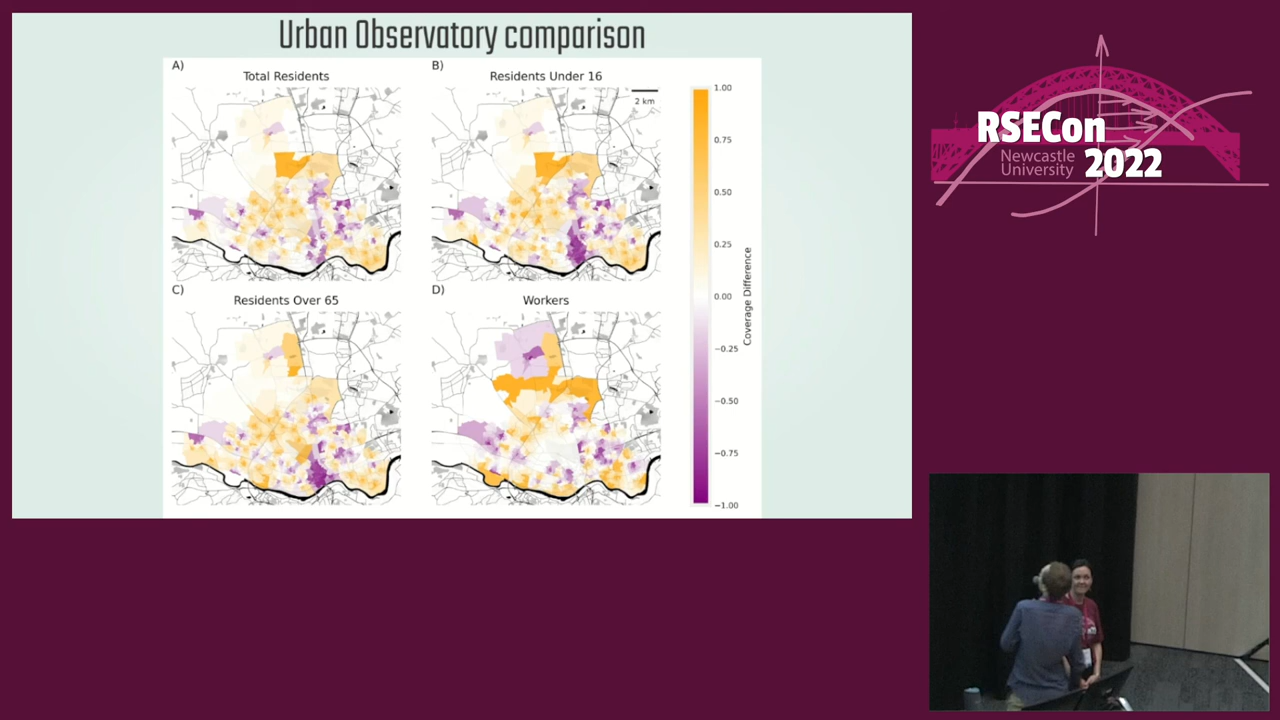 Urban Observatory comparison
A)
Total Residents
B)
Residents Under 16
2 km
C)
Residents Over 65
D)
Workers
1.00
0.75
0.50
0.25
0.00
−0.25
−0.50
−0.75
−1.00
Coverage Difference
RSECon
Newcastle
University
2022